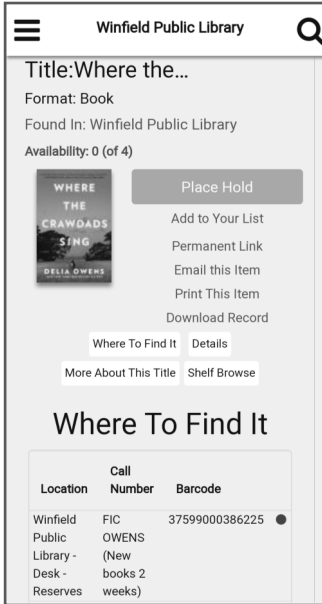 Winfield Public Library
Title:Where the...
Format: Book
Found In: Winfield Public Library
Availability: 0 (of 4)
WHERE
THE
CRAWDADS
SING
DELIA OWENS
Place Hold
Add to Your List
Permanent Link
Email this Item
Print This Item
Download Record
Where To Find It Details
More About This Title Shelf Browse
Where To Find It
Location Call Number Barcode
Winfield Public Library - Desk - Reserves FIC OWENS (New books 2 weeks) 37599000386225